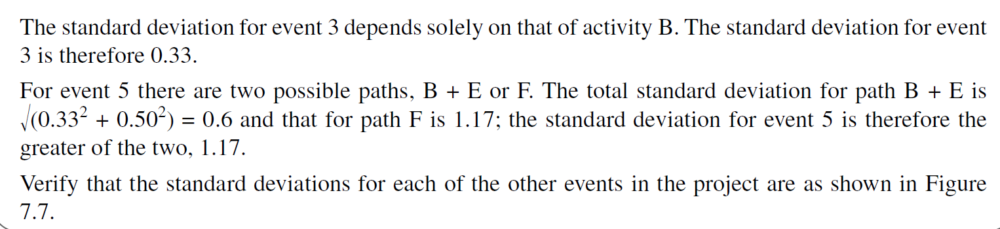 The standard deviation for event 3 depends solely on that of activity B. The standard deviation for event
3 is therefore 0.33.
For event 5 there are two possible paths, B + E or F. The total standard deviation for path B + E is
√(0.33² + 0.50²) = 0.6 and that for path F is 1.17; the standard deviation for event 5 is therefore the
greater of the two, 1.17.
Verify that the standard deviations for each of the other events in the project are as shown in Figure
7.7.